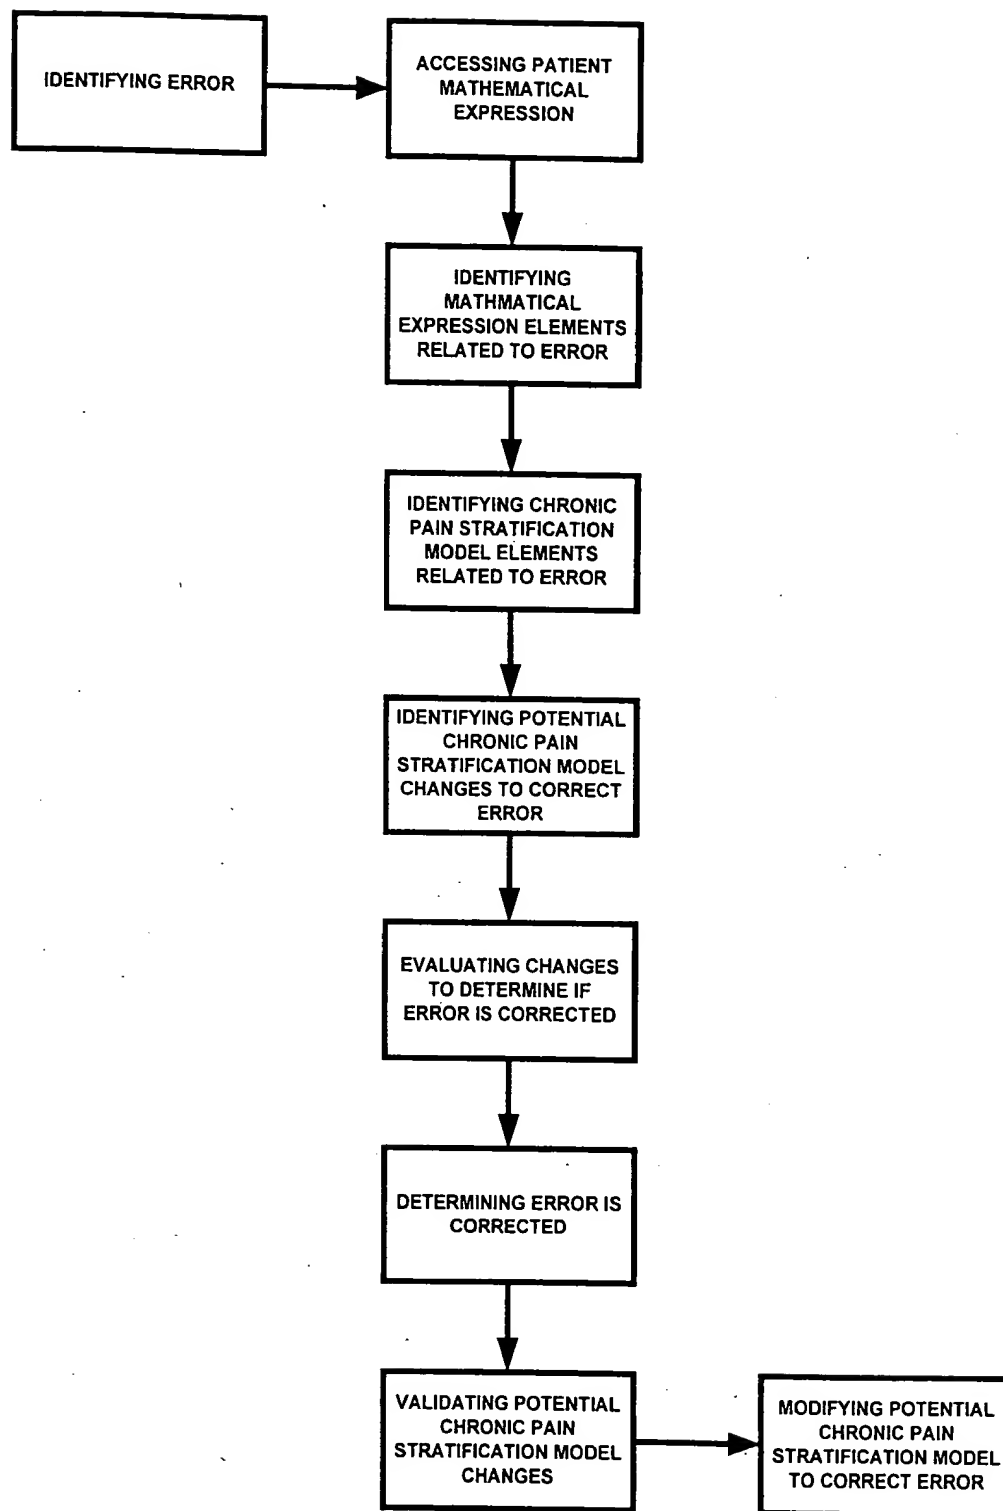 IDENTIFYING ERROR
ACCESSING PATIENT
MATHEMATICAL
EXPRESSION
IDENTIFYING
MATHMATICAL
EXPRESSION ELEMENTS
RELATED TO ERROR
IDENTIFYING CHRONIC
PAIN STRATIFICATION
MODEL ELEMENTS
RELATED TO ERROR
IDENTIFYING POTENTIAL
CHRONIC PAIN
STRATIFICATION MODEL
CHANGES TO CORRECT
ERROR
EVALUATING CHANGES
TO DETERMINE IF
ERROR IS CORRECTED
DETERMINING ERROR IS
CORRECTED
VALIDATING POTENTIAL
CHRONIC PAIN
STRATIFICATION MODEL
CHANGES
MODIFYING POTENTIAL
CHRONIC PAIN
STRATIFICATION MODEL
TO CORRECT ERROR